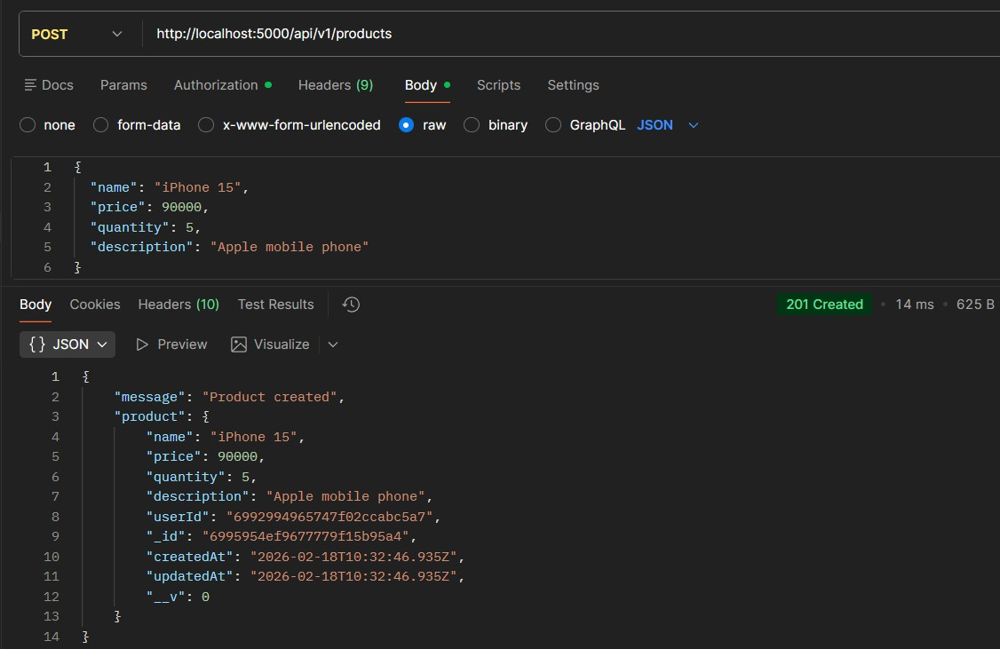 POST http://localhost:5000/api/v1/products
Docs Params Authorization Headers (9) Body Scripts Settings
none form-data x-www-form-urlencoded raw binary GraphQL JSON
1 {
2 "name": "iPhone 15",
3 "price": 90000,
4 "quantity": 5,
5 "description": "Apple mobile phone"
6 }
Body Cookies Headers (10) Test Results 201 Created • 14 ms • 625 B
{} JSON Preview Visualize
1 {
2 "message": "Product created",
3 "product": {
4 "name": "iPhone 15",
5 "price": 90000,
6 "quantity": 5,
7 "description": "Apple mobile phone",
8 "userId": "6992994965747f02ccabc5a7",
9 "_id": "6995954ef9677779f15b95a4",
10 "createdAt": "2026-02-18T10:32:46.935Z",
11 "updatedAt": "2026-02-18T10:32:46.935Z",
12 "__v": 0
13 }
14 }